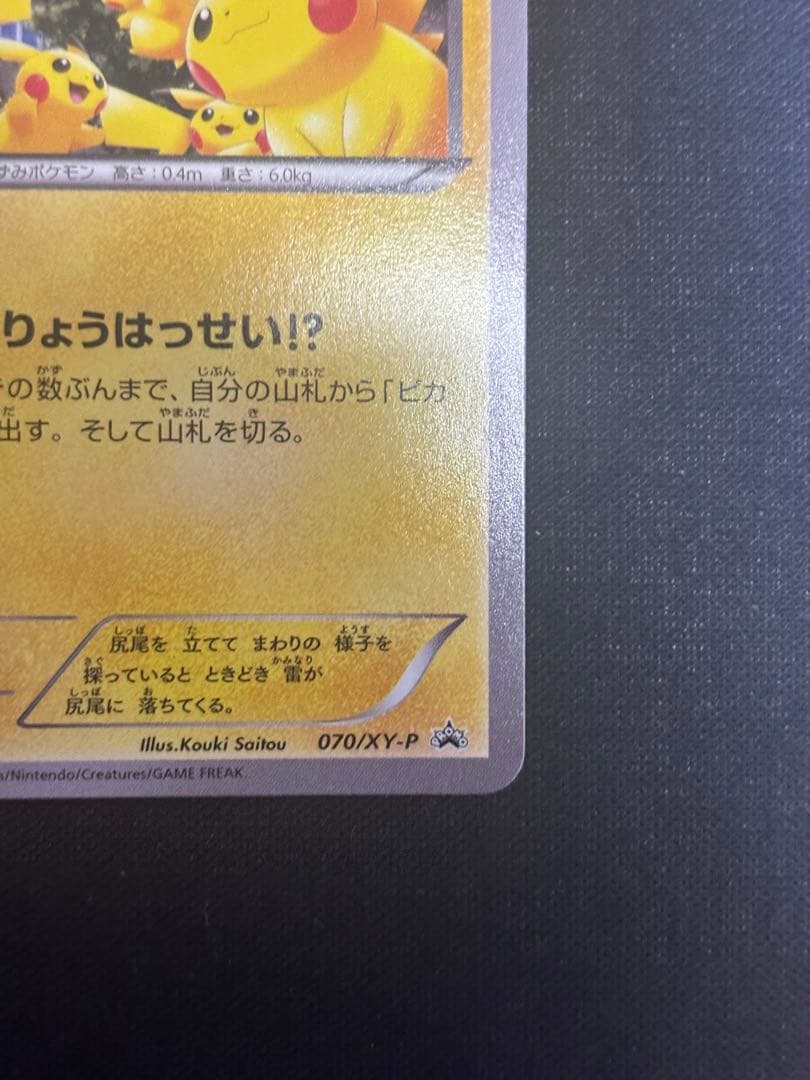 ずみポケモン 高さ：0.4m 重さ：6.0kg
りょうはっせい!?
の数ぶんまで、自分の山札から「ピカ
出す。そして山札を切る。
尻尾を 立てて まわりの 様子を
探っていると ときどき 雷が
尻尾に 落ちてくる。
Illus.Kouki Saitou 070/XY-P PROMO
/Nintendo/Creatures/GAME FREAK.